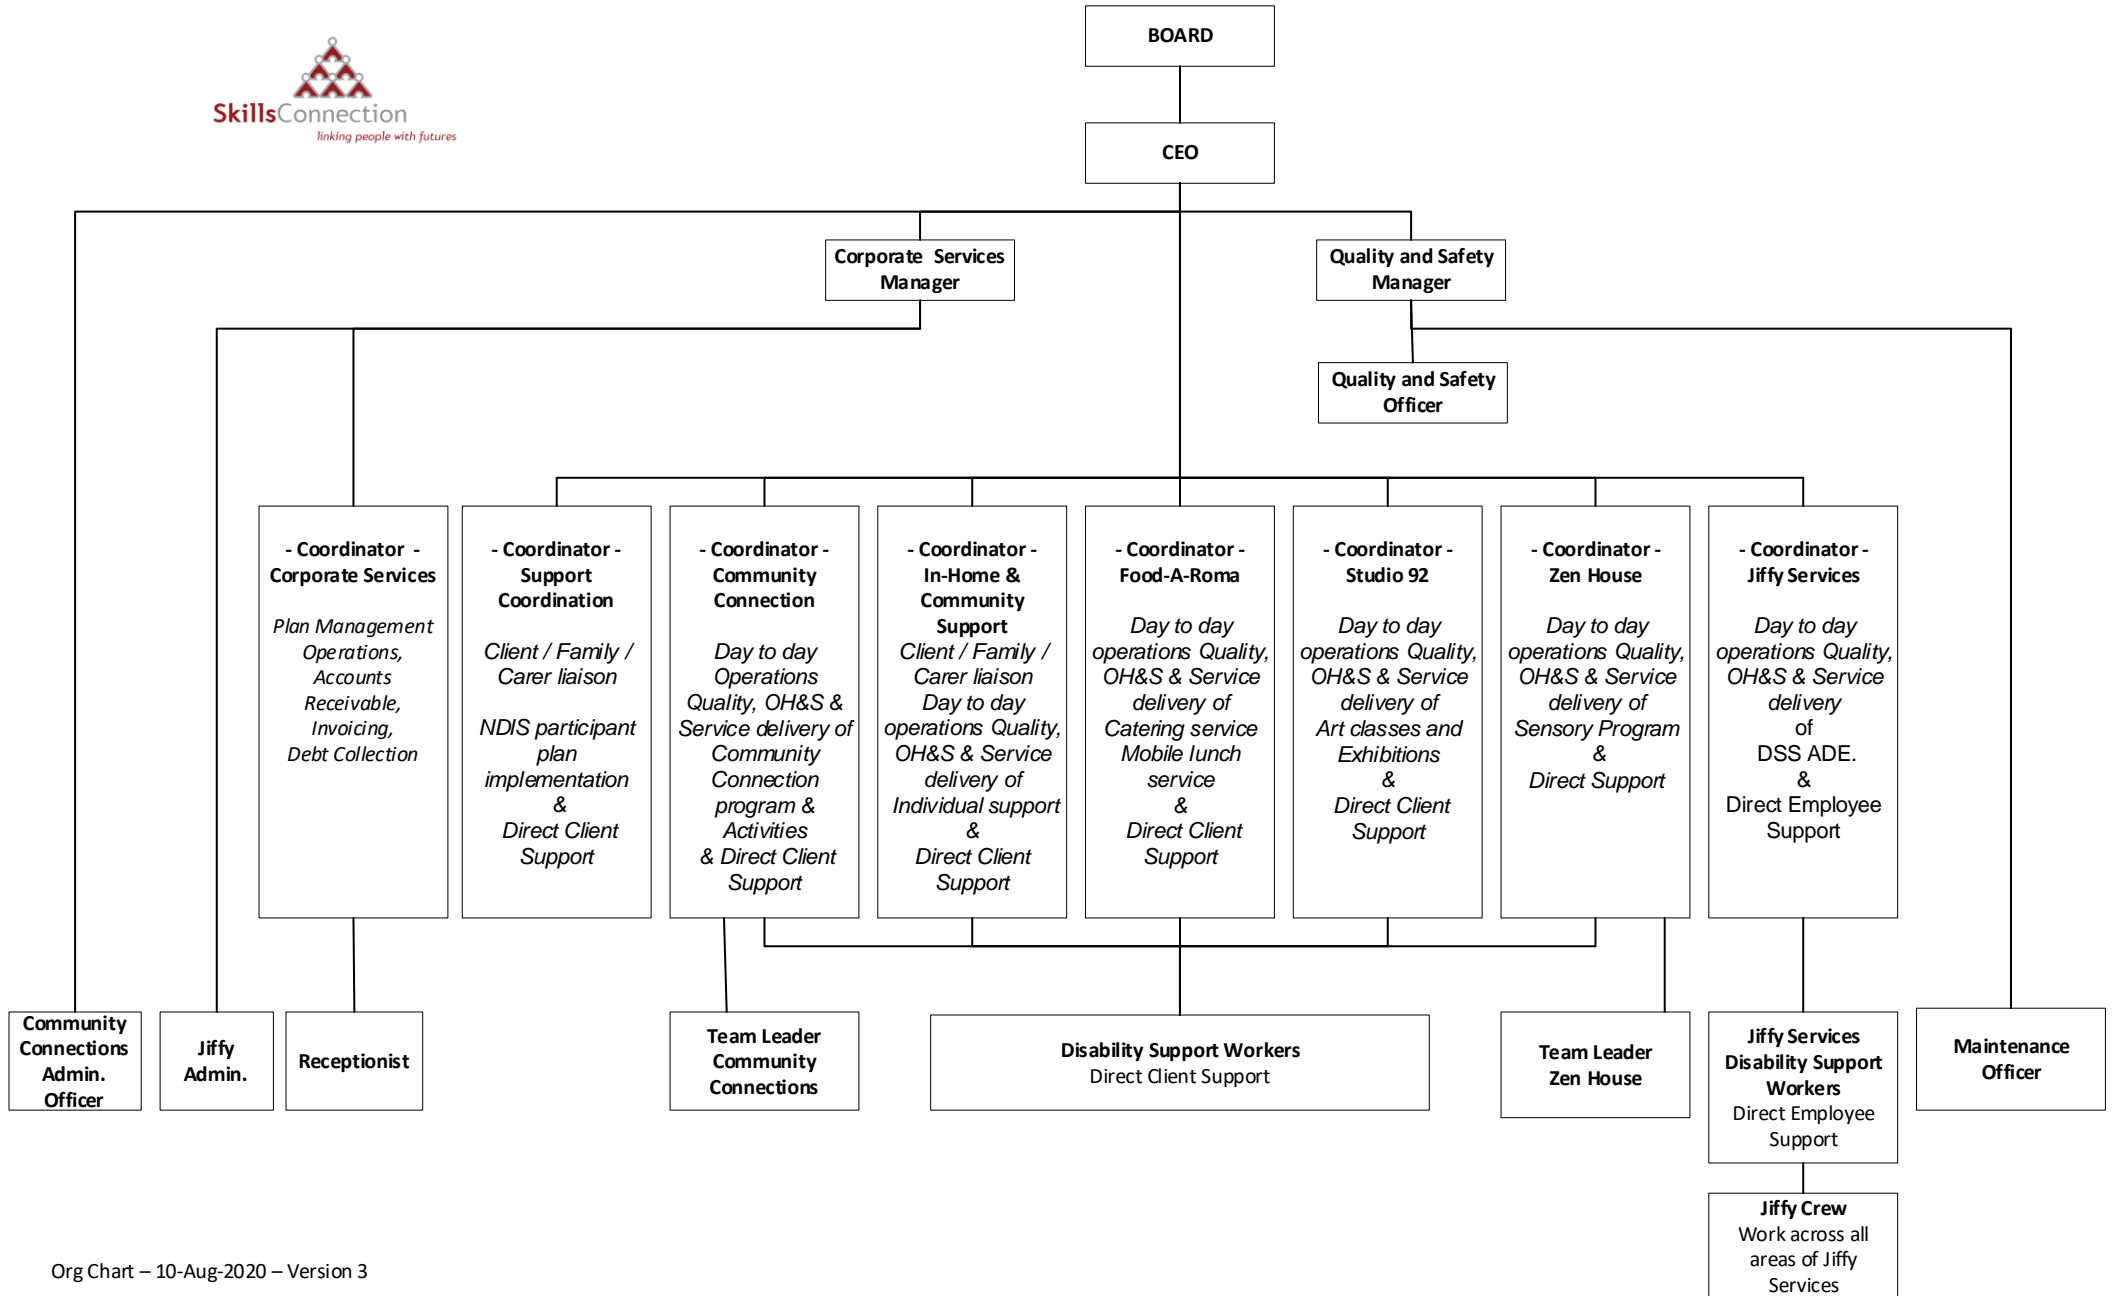 BOARD
SkillsConnection
linking people with futures
CEO
Corporate Services
Manager
Quality and Safety
Manager
Quality and Safety
Officer
- Coordinator -
Corporate Services
Plan Management
Operations,
Accounts
Receivable,
Invoicing,
Debt Collection
- Coordinator -
Support
Coordination
Client / Family /
Carer liaison
NDIS participant
plan
implementation
&
Direct Client
Support
- Coordinator -
Community
Connection
Day to day
Operations
Quality, OH&S &
Service delivery of
Community
Connection
program &
Activities
& Direct Client
Support
- Coordinator -
In-Home &
Community
Support
Client / Family /
Carer liaison
Day to day
operations Quality,
OH&S & Service
delivery of
Individual support
&
Direct Client
Support
- Coordinator -
Food-A-Roma
Day to day
operations Quality,
OH&S & Service
delivery of
Catering service
Mobile lunch
service
&
Direct Client
Support
- Coordinator -
Studio 92
Day to day
operations Quality,
OH&S & Service
delivery of
Art classes and
Exhibitions
&
Direct Client
Support
- Coordinator -
Zen House
Day to day
operations Quality,
OH&S & Service
delivery of
Sensory Program
&
Direct Support
- Coordinator -
Jiffy Services
Day to day
operations Quality,
OH&S & Service
delivery
of
DSS ADE.
&
Direct Employee
Support
Community
Connections
Admin.
Officer
Jiffy
Admin.
Receptionist
Team Leader
Community
Connections
Disability Support Workers
Direct Client Support
Team Leader
Zen House
Jiffy Services
Disability Support
Workers
Direct Employee
Support
Maintenance
Officer
Jiffy Crew
Work across all
areas of Jiffy
Services
Org Chart – 10-Aug-2020 – Version 3